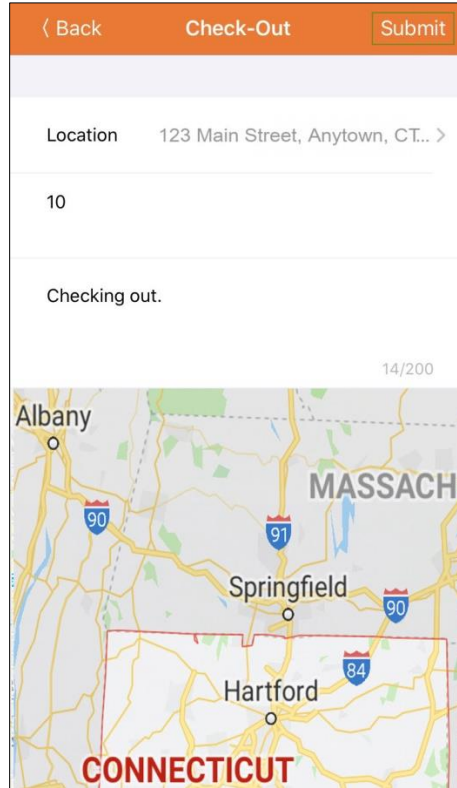 〈 Back Check-Out Submit
Location 123 Main Street, Anytown, CT... >
10
Checking out.
14/200
Albany
MASSACH
90
91
Springfield
90
84
Hartford
CONNECTICUT